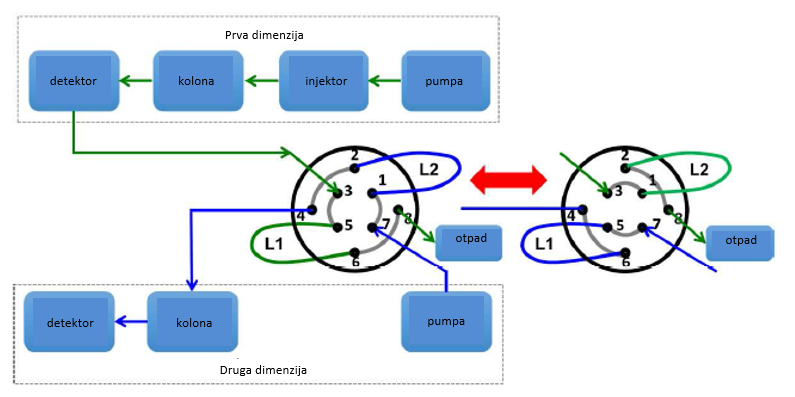 Prva dimenzija
detektor
kolona
injektor
pumpa
2
L2
3
1
4
5
7
8
L1
6
otpad
2
L2
3
1
4
5
7
8
L1
6
otpad
detektor
kolona
pumpa
Druga dimenzija